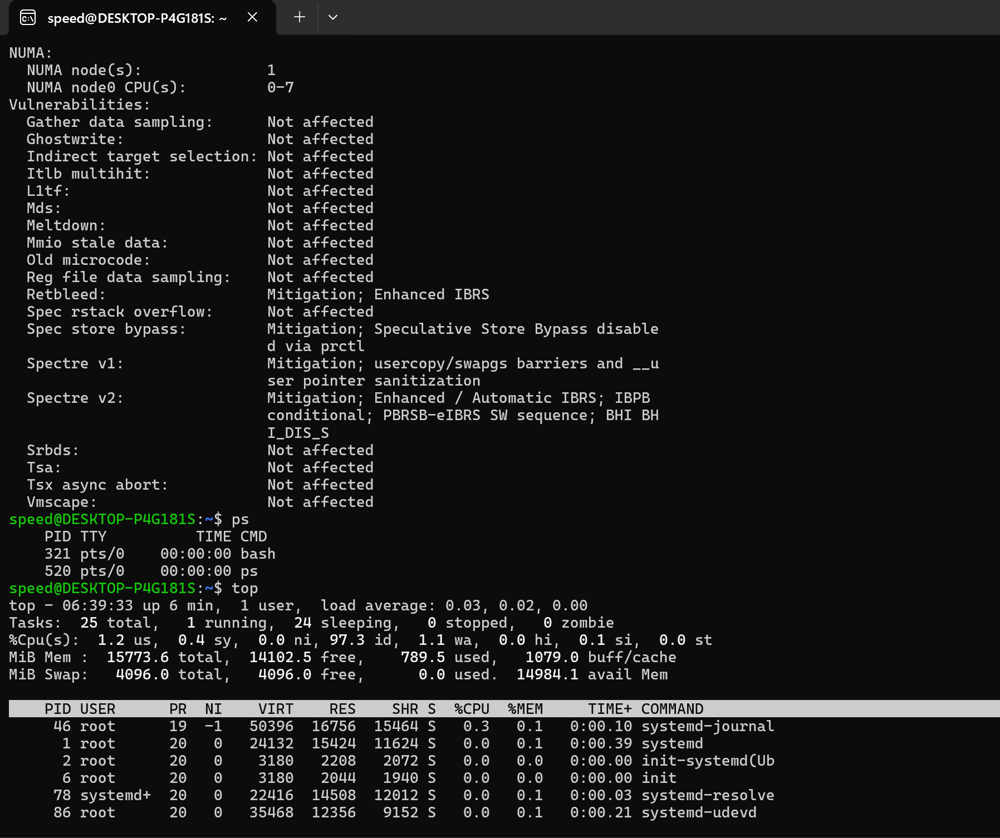 speed@DESKTOP-P4G181S: ~
NUMA:
  NUMA node(s):              1
  NUMA node0 CPU(s):         0-7
Vulnerabilities:
  Gather data sampling:      Not affected
  Ghostwrite:                Not affected
  Indirect target selection: Not affected
  Itlb multihit:             Not affected
  L1tf:                      Not affected
  Mds:                       Not affected
  Meltdown:                  Not affected
  Mmio stale data:           Not affected
  Old microcode:             Not affected
  Reg file data sampling:    Not affected
  Retbleed:                  Mitigation; Enhanced IBRS
  Spec rstack overflow:      Not affected
  Spec store bypass:         Mitigation; Speculative Store Bypass disable
                             d via prctl
  Spectre v1:                Mitigation; usercopy/swapgs barriers and __u
                             ser pointer sanitization
  Spectre v2:                Mitigation; Enhanced / Automatic IBRS; IBPB
                             conditional; PBRSB-eIBRS SW sequence; BHI BH
                             I_DIS_S
  Srbds:                     Not affected
  Tsa:                       Not affected
  Tsx async abort:           Not affected
  Vmscape:                   Not affected
speed@DESKTOP-P4G181S:~$ ps
    PID TTY          TIME CMD
    321 pts/0    00:00:00 bash
    520 pts/0    00:00:00 ps
speed@DESKTOP-P4G181S:~$ top
top - 06:39:33 up 6 min,  1 user,  load average: 0.03, 0.02, 0.00
Tasks:  25 total,   1 running,  24 sleeping,   0 stopped,   0 zombie
%Cpu(s):  1.2 us,  0.4 sy,  0.0 ni, 97.3 id,  1.1 wa,  0.0 hi,  0.1 si,  0.0 st
MiB Mem :  15773.6 total,  14102.5 free,    789.5 used,   1079.0 buff/cache
MiB Swap:   4096.0 total,   4096.0 free,      0.0 used.  14984.1 avail Mem
    PID USER      PR  NI    VIRT    RES    SHR S  %CPU  %MEM     TIME+ COMMAND
     46 root      19  -1   50396  16756  15464 S   0.3   0.1   0:00.10 systemd-journal
      1 root      20   0   24132  15424  11624 S   0.0   0.1   0:00.39 systemd
      2 root      20   0    3180   2208   2072 S   0.0   0.0   0:00.00 init-systemd(Ub
      6 root      20   0    3180   2044   1940 S   0.0   0.0   0:00.00 init
     78 systemd+  20   0   22416  14508  12012 S   0.0   0.1   0:00.03 systemd-resolve
     86 root      20   0   35468  12356   9152 S   0.0   0.1   0:00.21 systemd-udevd